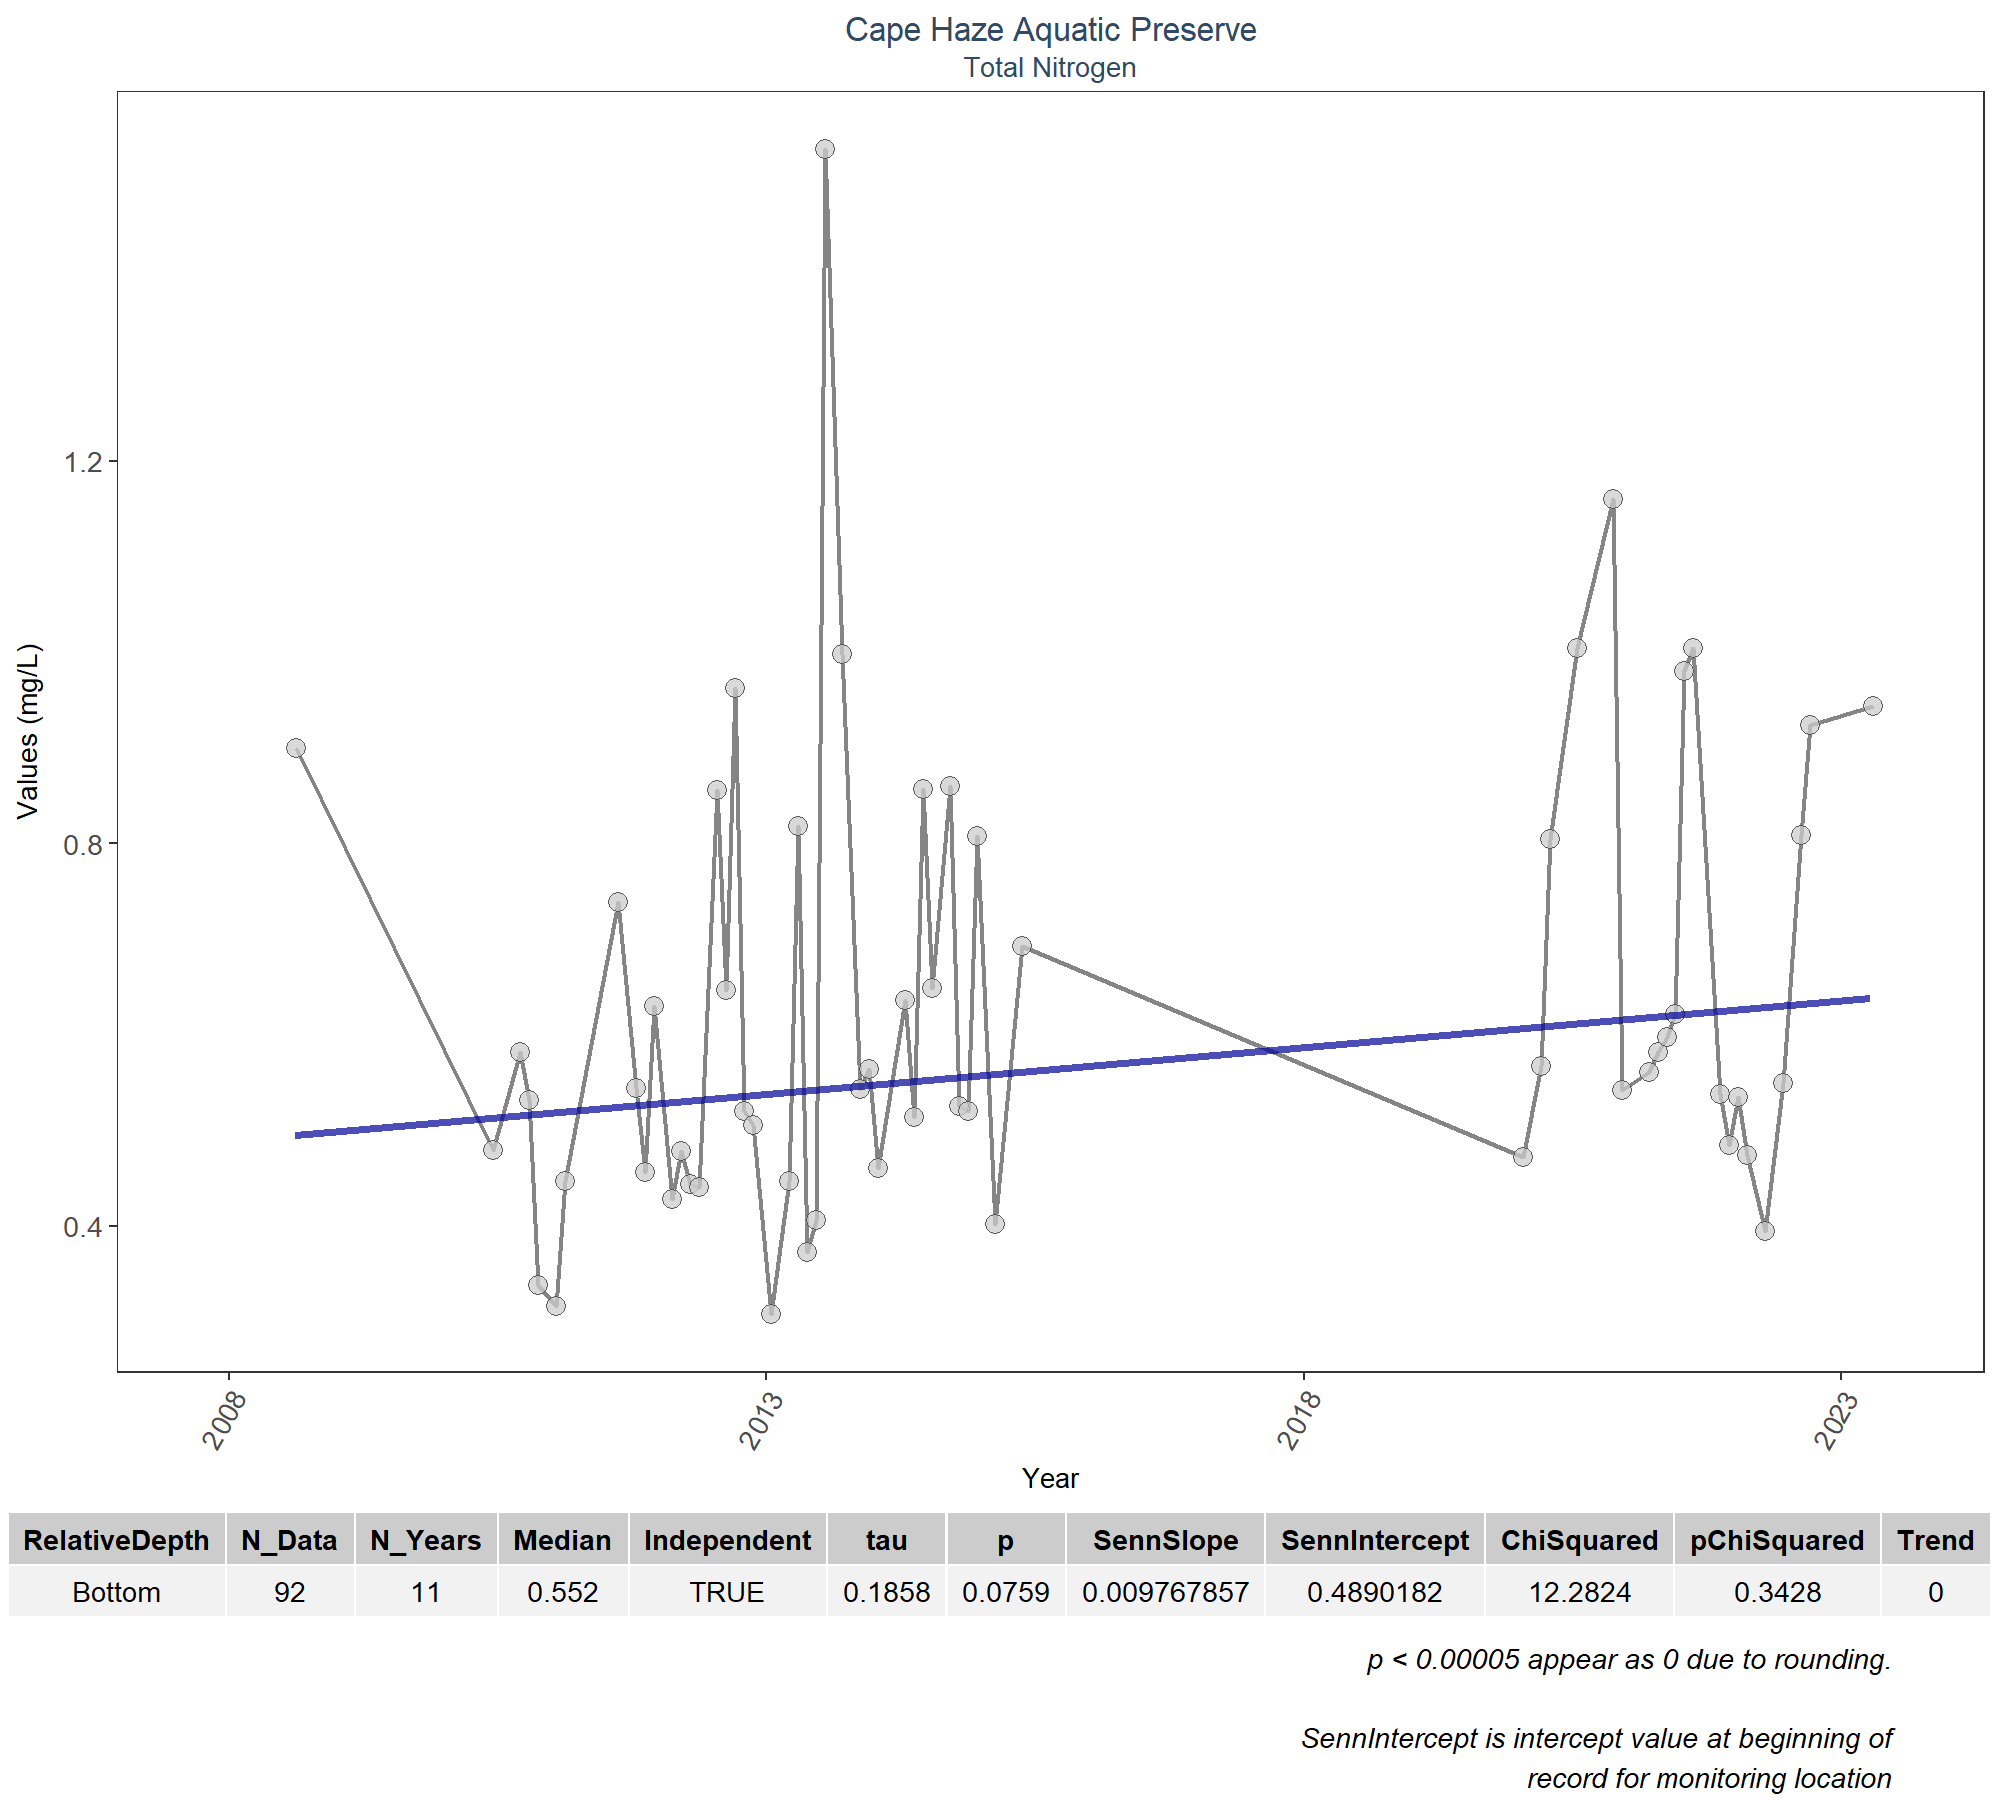 Cape Haze Aquatic Preserve
Total Nitrogen
Values (mg/L)
1.2
0.8
0.4
2008 2013 2018 2023
Year
RelativeDepth N_Data N_Years Median Independent tau p SennSlope SennIntercept ChiSquared pChiSquared Trend
Bottom 92 11 0.552 TRUE 0.1858 0.0759 0.009767857 0.4890182 12.2824 0.3428 0
p < 0.00005 appear as 0 due to rounding.
SennIntercept is intercept value at beginning of
record for monitoring location